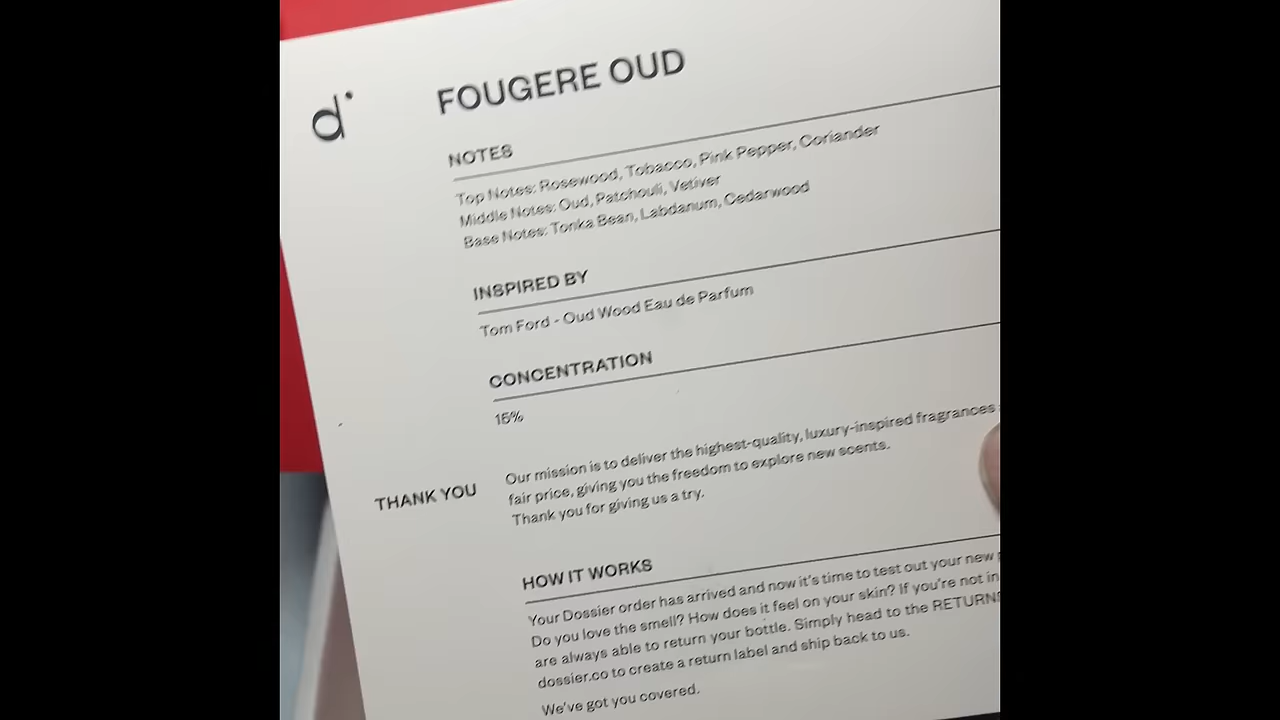 d
FOUGERE OUD
NOTES
Top Notes: Rosewood, Tobacco, Pink Pepper, Coriander
Middle Notes: Oud, Patchouli, Vetiver
Base Notes: Tonka Bean, Labdanum, Cedarwood
INSPIRED BY
Tom Ford - Oud Wood Eau de Parfum
CONCENTRATION
15%
Our mission is to deliver the highest-quality, luxury-inspired fragrances
THANK YOU fair price, giving you the freedom to explore new scents.
Thank you for giving us a try.
HOW IT WORKS
Your Dossier order has arrived and now it's time to test out your new
Do you love the smell? How does it feel on your skin? If you're not in
are always able to return your bottle. Simply head to the RETURNS
dossier.co to create a return label and ship back to us.
We've got you covered.